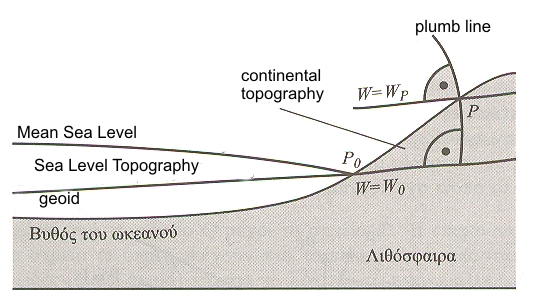 plumb line
continental
topography
W=W_P
P
Mean Sea Level
Sea Level Topography
P_0
W=W_0
geoid
Βυθός του ωκεανού
Λιθόσφαιρα